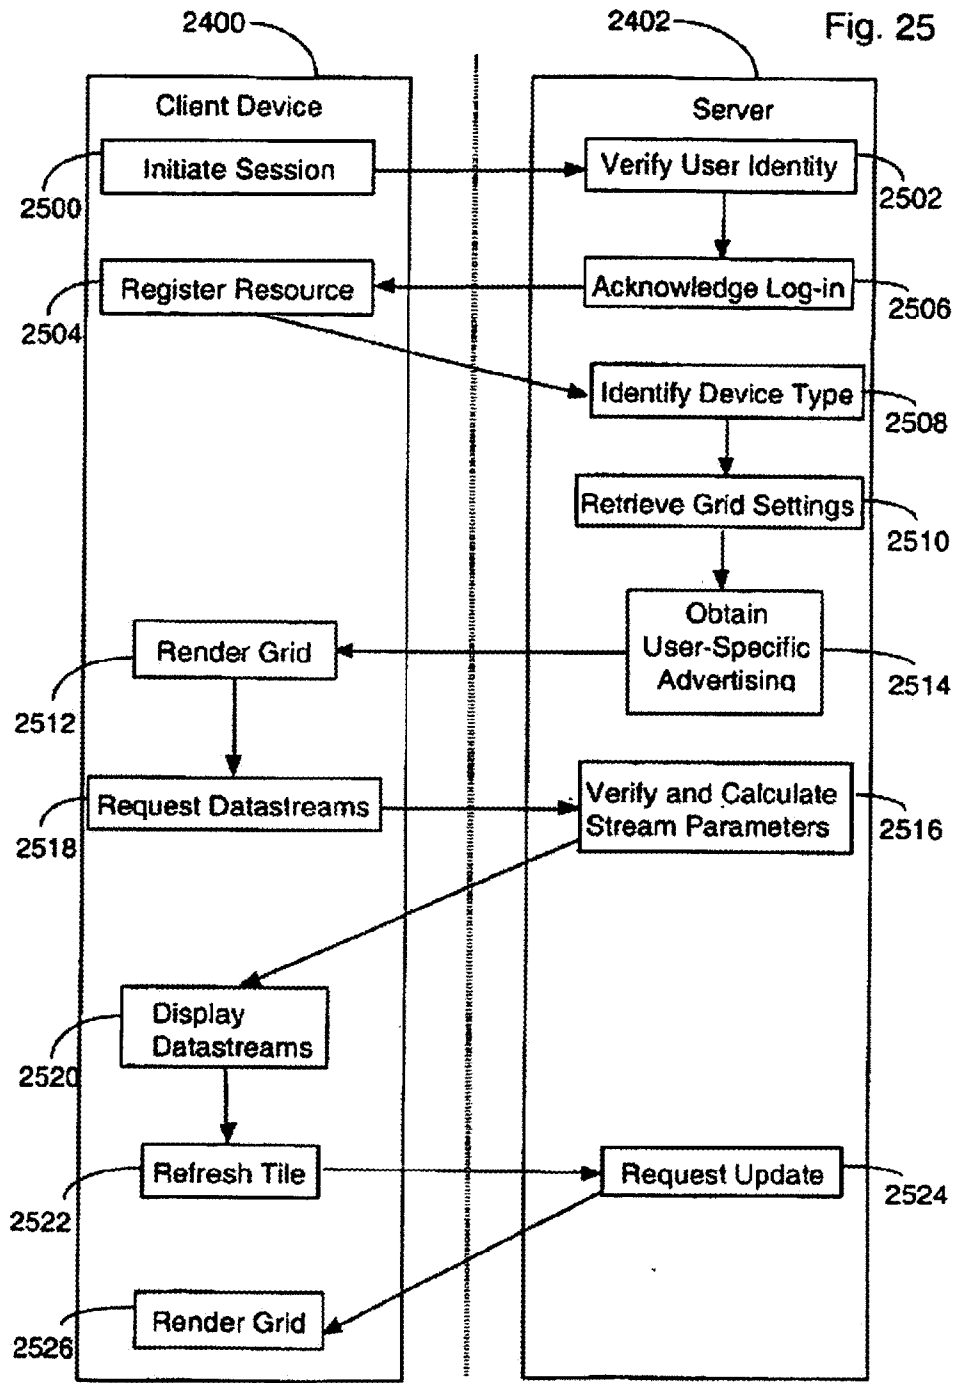 2400
2402
Fig. 25
Client Device
Server
Initiate Session
Verify User Identity
2500
2502
Register Resource
Acknowledge Log-in
2504
2506
Identify Device Type
2508
Retrieve Grid Settings
2510
Obtain
User-Specific
Advertising
Render Grid
2512
2514
Request Datastreams
Verify and Calculate
Stream Parameters
2518
2516
Display
Datastreams
2520
Refresh Tile
Request Update
2522
2524
Render Grid
2526